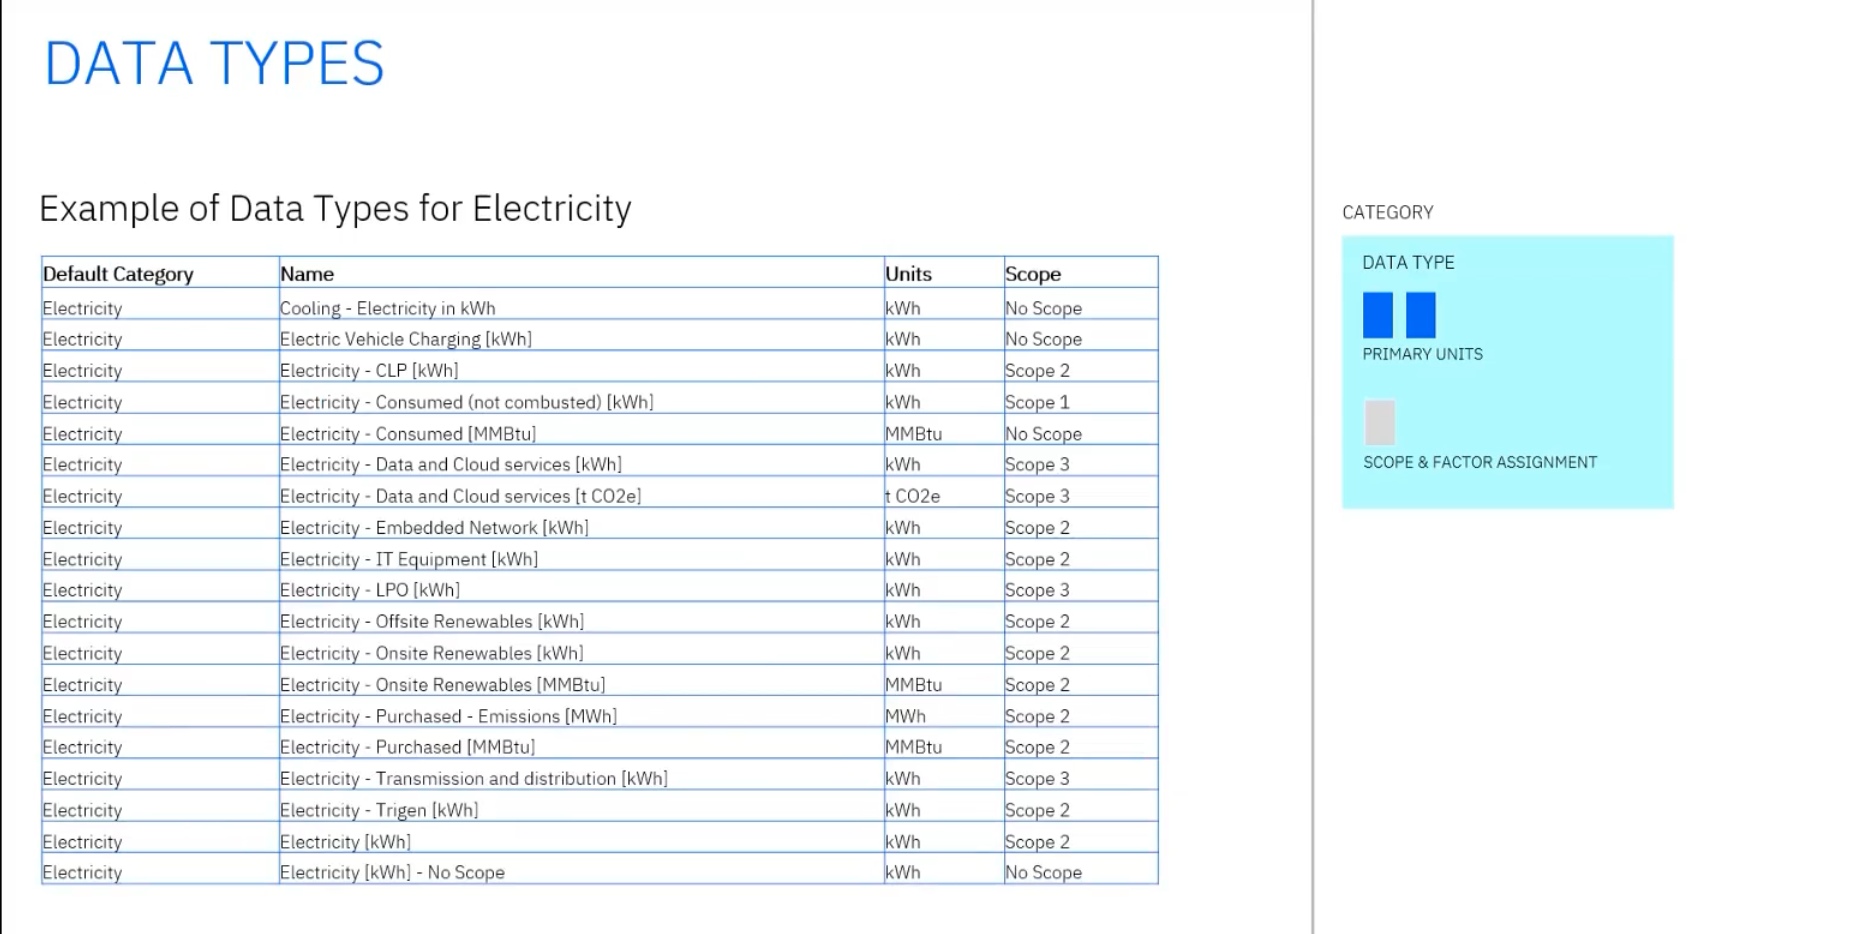 DATA TYPES
Example of Data Types for Electricity
Default Category Name Units Scope
Electricity Cooling - Electricity in kWh kWh No Scope
Electricity Electric Vehicle Charging [kWh] kWh No Scope
Electricity Electricity - CLP [kWh] kWh Scope 2
Electricity Electricity - Consumed (not combusted) [kWh] kWh Scope 1
Electricity Electricity - Consumed [MMBtu] MMBtu No Scope
Electricity Electricity - Data and Cloud services [kWh] kWh Scope 3
Electricity Electricity - Data and Cloud services [t CO2e] t CO2e Scope 3
Electricity Electricity - Embedded Network [kWh] kWh Scope 2
Electricity Electricity - IT Equipment [kWh] kWh Scope 2
Electricity Electricity - LPO [kWh] kWh Scope 3
Electricity Electricity - Offsite Renewables [kWh] kWh Scope 2
Electricity Electricity - Onsite Renewables [kWh] kWh Scope 2
Electricity Electricity - Onsite Renewables [MMBtu] MMBtu Scope 2
Electricity Electricity - Purchased - Emissions [MWh] MWh Scope 2
Electricity Electricity - Purchased [MMBtu] MMBtu Scope 2
Electricity Electricity - Transmission and distribution [kWh] kWh Scope 3
Electricity Electricity - Trigen [kWh] kWh Scope 2
Electricity Electricity [kWh] kWh Scope 2
Electricity Electricity [kWh] - No Scope kWh No Scope
CATEGORY
DATA TYPE
PRIMARY UNITS
SCOPE & FACTOR ASSIGNMENT